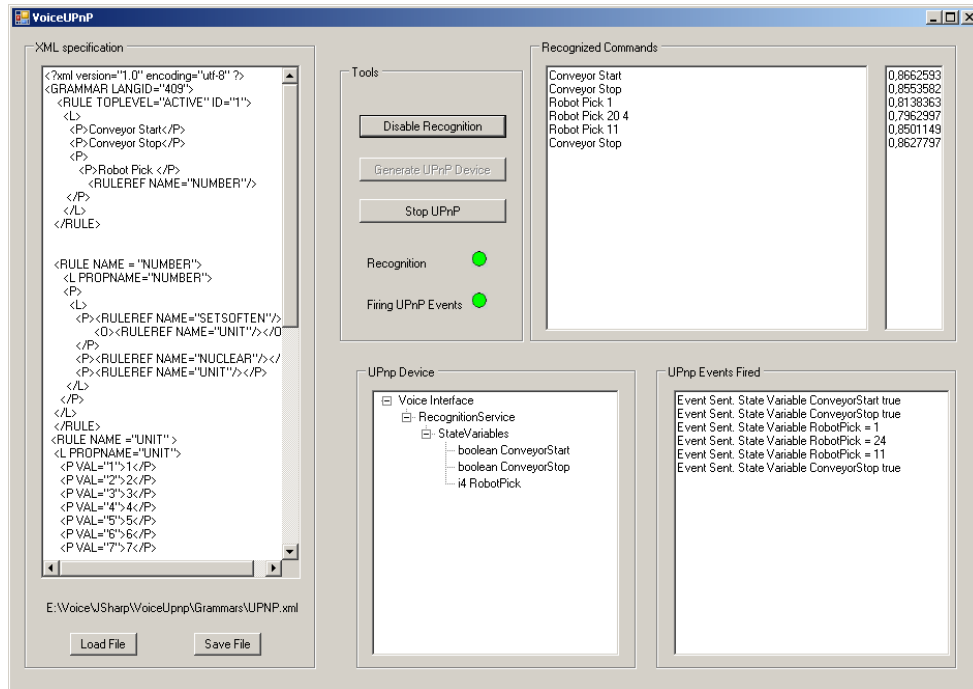 VoiceUPnP
XML specification
<?xml version="1.0" encoding="utf-8" ?>
<GRAMMAR LANGID="409">
<RULE TOPLEVEL="ACTIVE" ID="1">
<L>
<P>Conveyor Start</P>
<P>Conveyor Stop</P>
<P>
<P>Robot Pick </P>
<RULEREF NAME="NUMBER"/>
</P>
</L>
</RULE>
<RULE NAME = "NUMBER">
<L PROPNAME="NUMBER">
<P>
<L>
<P><RULEREF NAME="SETSOFTEN"/>
<O><RULEREF NAME="UNIT"/></O
</P>
<P><RULEREF NAME="NUCLEAR"/></
<P><RULEREF NAME="UNIT"/></P>
</L>
</P>
</L>
</RULE>
<RULE NAME ="UNIT" >
<L PROPNAME="UNIT">
<P VAL="1">1</P>
<P VAL="2">2</P>
<P VAL="3">3</P>
<P VAL="4">4</P>
<P VAL="5">5</P>
<P VAL="6">6</P>
<P VAL="7">7</P>
E:\Voice\JSharp\VoiceUpnp\Grammars\UPNP.xml
Load File
Save File
Tools
Disable Recognition
Generate UPnP Device
Stop UPnP
Recognition
Firing UPnP Events
Recognized Commands
Conveyor Start 0,8662593
Conveyor Stop 0,8553582
Robot Pick 1 0,8138363
Robot Pick 20 4 0,7962997
Robot Pick 11 0,8501149
Conveyor Stop 0,8627797
UPnp Device
Voice Interface
RecognitionService
StateVariables
boolean ConveyorStart
boolean ConveyorStop
i4 RobotPick
UPnp Events Fired
Event Sent. State Variable ConveyorStart true
Event Sent. State Variable ConveyorStop true
Event Sent. State Variable RobotPick = 1
Event Sent. State Variable RobotPick = 24
Event Sent. State Variable RobotPick = 11
Event Sent. State Variable ConveyorStop true